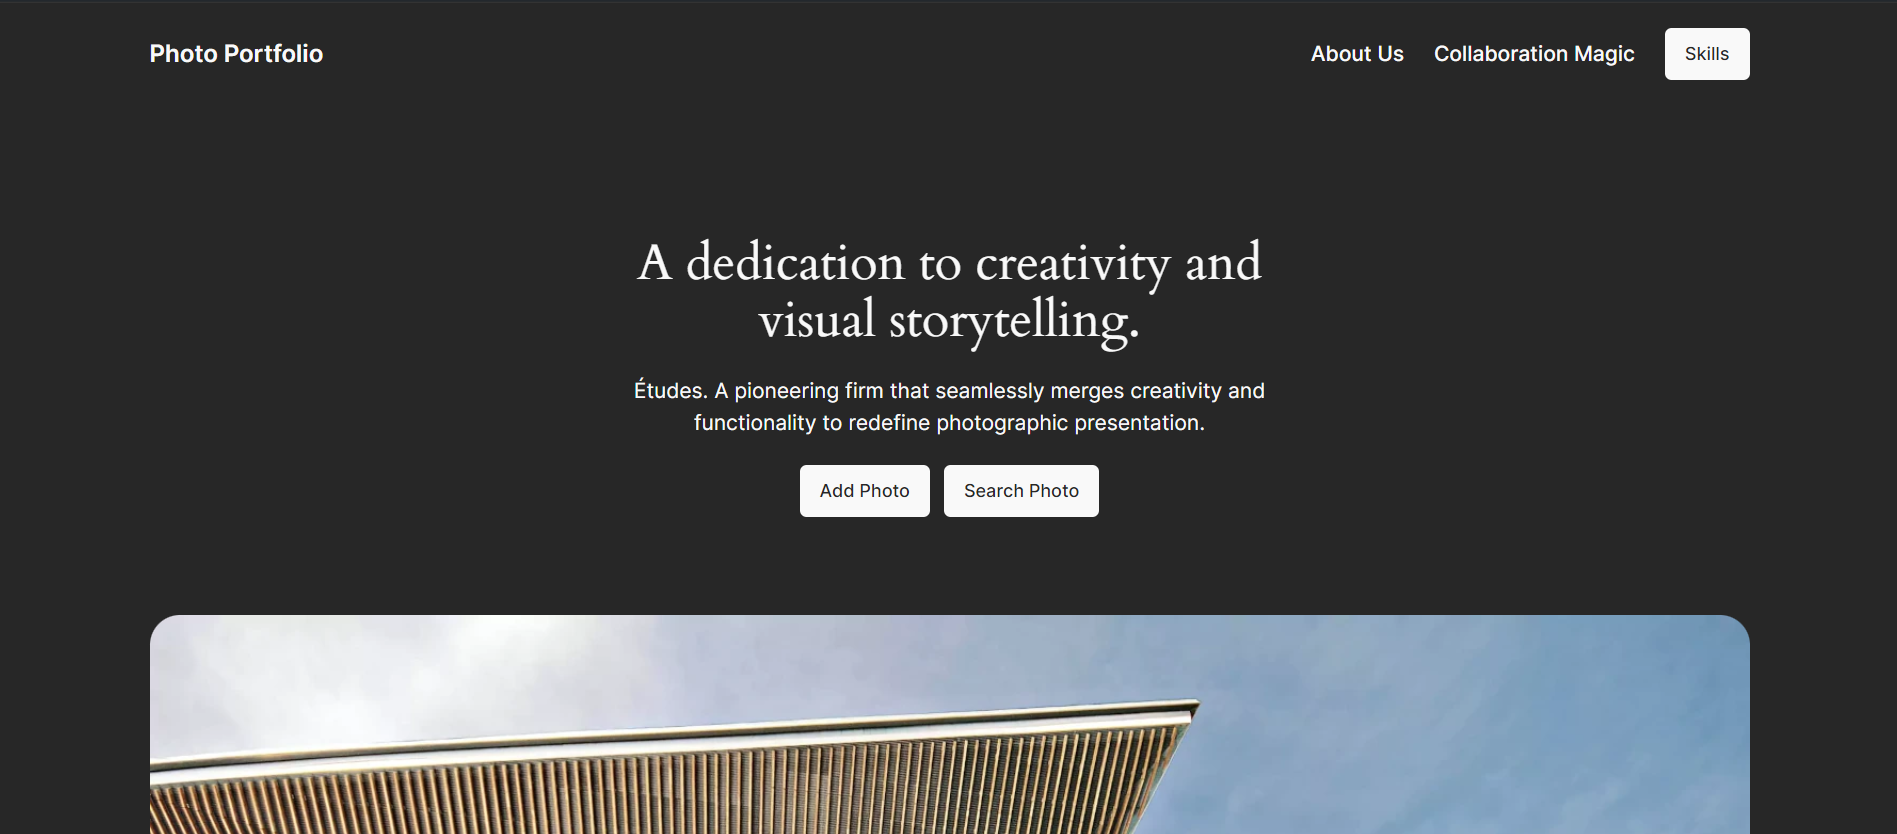 Photo Portfolio
About Us
Collaboration Magic
Skills
A dedication to creativity and
visual storytelling.
Études. A pioneering firm that seamlessly merges creativity and
functionality to redefine photographic presentation.
Add Photo
Search Photo